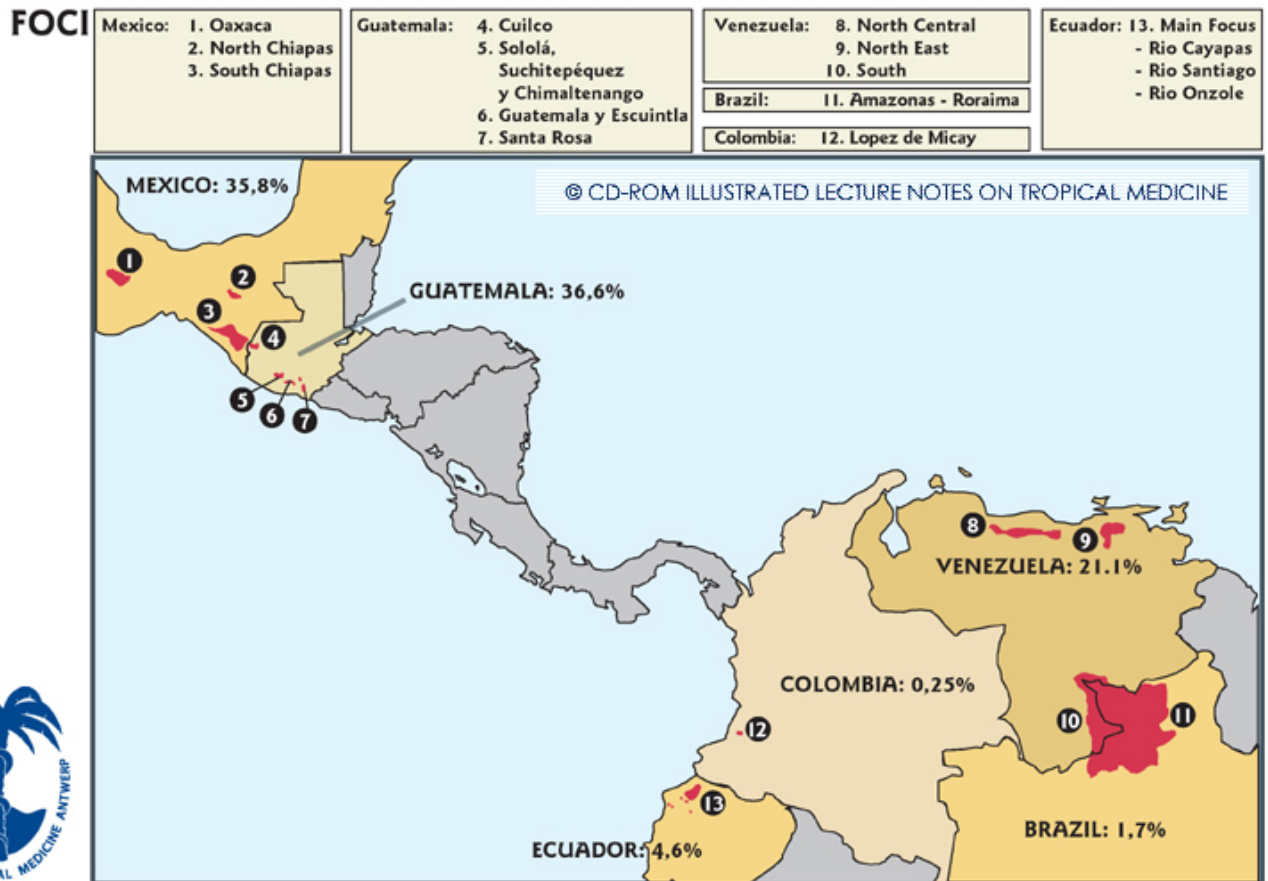 FOCI
Mexico: 1. Oaxaca
2. North Chiapas
3. South Chiapas
Guatemala: 4. Cuilco
5. Sololá,
Suchitepéquez
y Chimaltenango
6. Guatemala y Escuintla
7. Santa Rosa
Venezuela: 8. North Central
9. North East
10. South
Brazil: 11. Amazonas - Roraima
Colombia: 12. Lopez de Micay
Ecuador: 13. Main Focus
- Rio Cayapas
- Rio Santiago
- Rio Onzole
MEXICO: 35,8%
© CD-ROM ILLUSTRATED LECTURE NOTES ON TROPICAL MEDICINE
1
2
3
4
GUATEMALA: 36,6%
5
6
7
8
9
VENEZUELA: 21.1%
COLOMBIA: 0,25%
10
11
12
13
BRAZIL: 1,7%
ECUADOR: 4,6%
MEDICINE ANTWERP